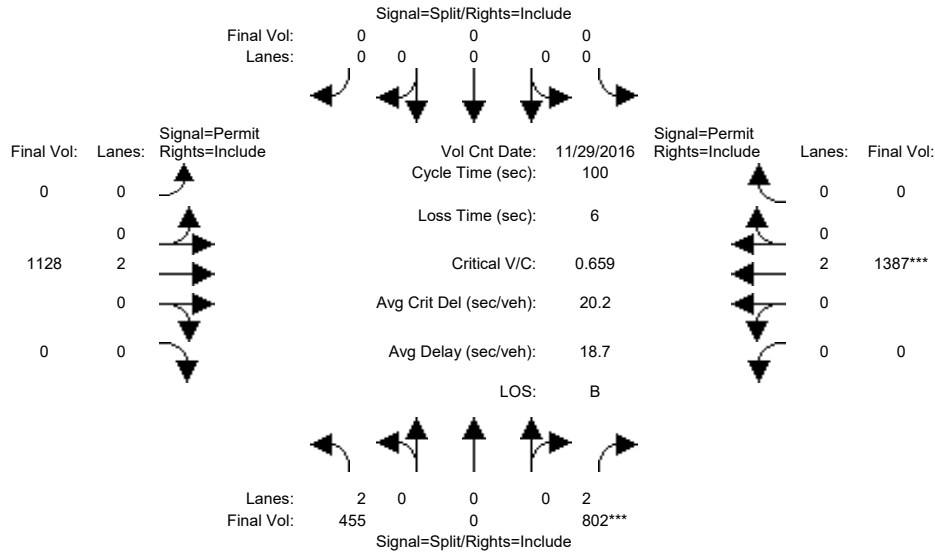 Signal=Split/Rights=Include
Final Vol: 0 0 0
Lanes: 0 0 0 0 0
Signal=Permit Signal=Permit
Final Vol: Lanes: Rights=Include Vol Cnt Date: 11/29/2016 Rights=Include Lanes: Final Vol:
Cycle Time (sec): 100
0 0 0 0
Loss Time (sec): 6
0 0
1128 2 Critical V/C: 0.659 2 1387***
0 Avg Crit Del (sec/veh): 20.2 0
0 0 Avg Delay (sec/veh): 18.7 0 0
LOS: B
Lanes: 2 0 0 0 2
Final Vol: 455 0 802***
Signal=Split/Rights=Include